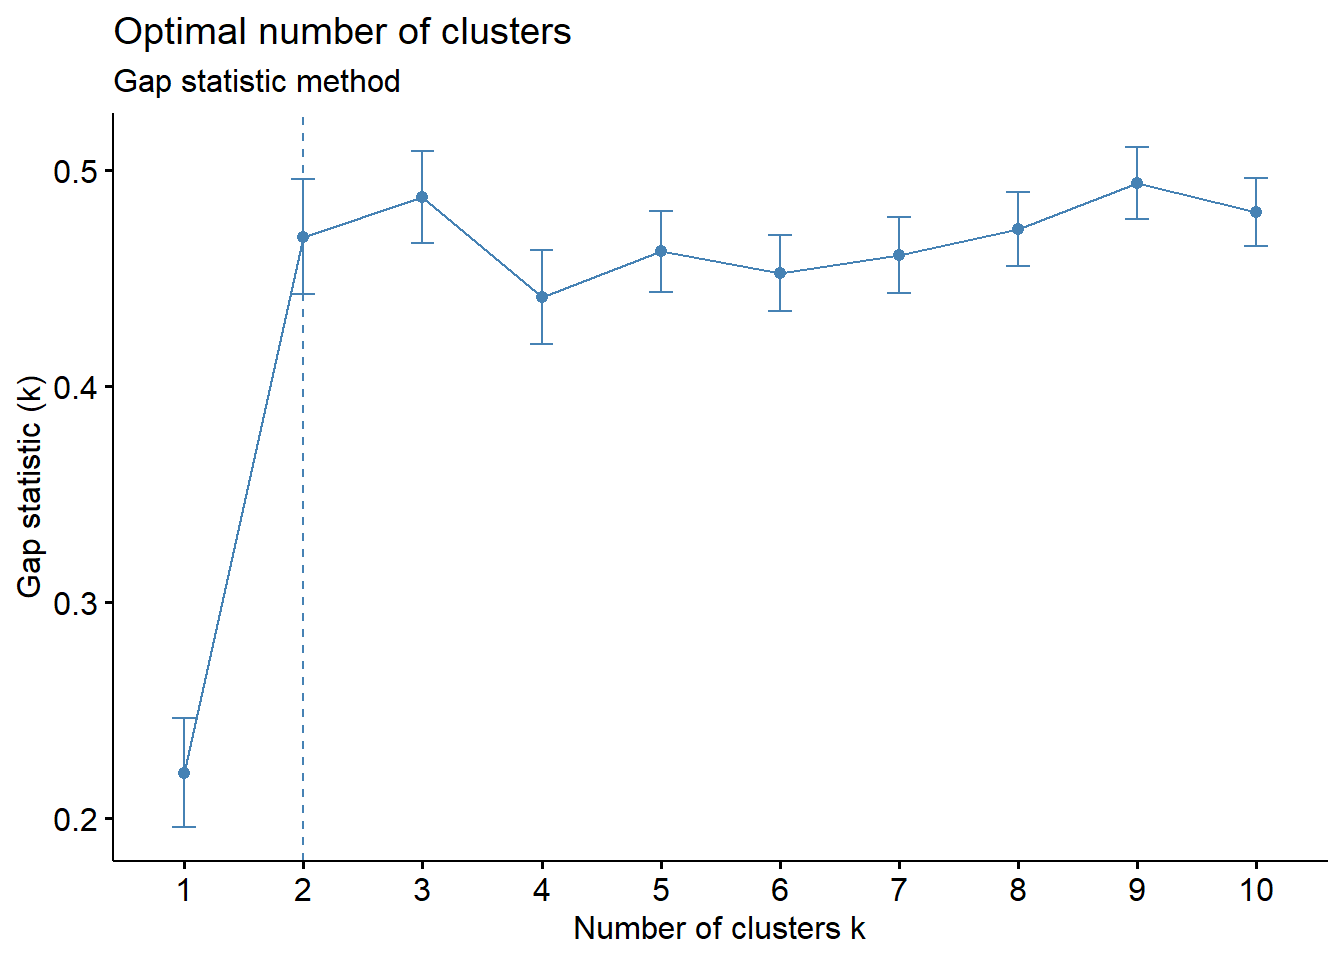 Optimal number of clusters
Gap statistic method
Gap statistic (k)
0.5
0.4
0.3
0.2
1 2 3 4 5 6 7 8 9 10
Number of clusters k